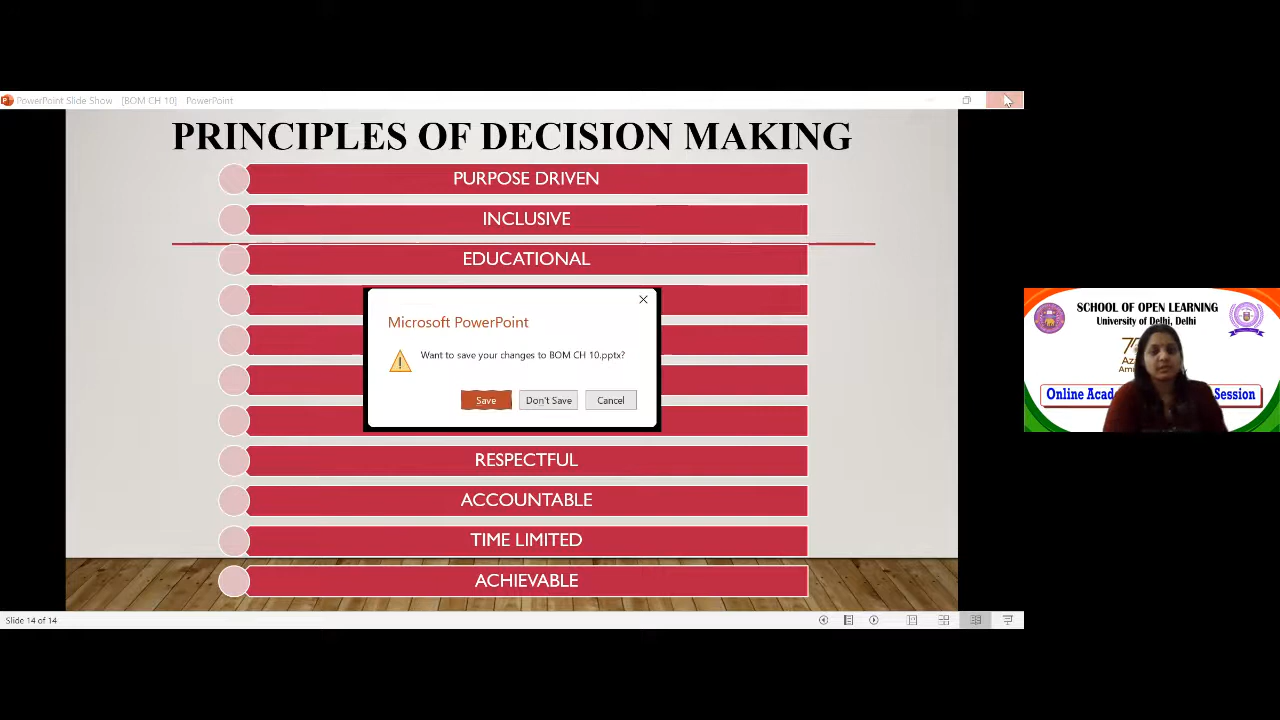 PowerPoint Slide Show [BOM CH 10] PowerPoint
PRINCIPLES OF DECISION MAKING
PURPOSE DRIVEN
INCLUSIVE
EDUCATIONAL
Microsoft PowerPoint
Want to save your changes to BOM CH 10.pptx?
Save
Don't Save
Cancel
RESPECTFUL
ACCOUNTABLE
TIME LIMITED
ACHIEVABLE
Slide 14 of 14
SCHOOL OF OPEN LEARNING
University of Delhi, Delhi
Online
Session